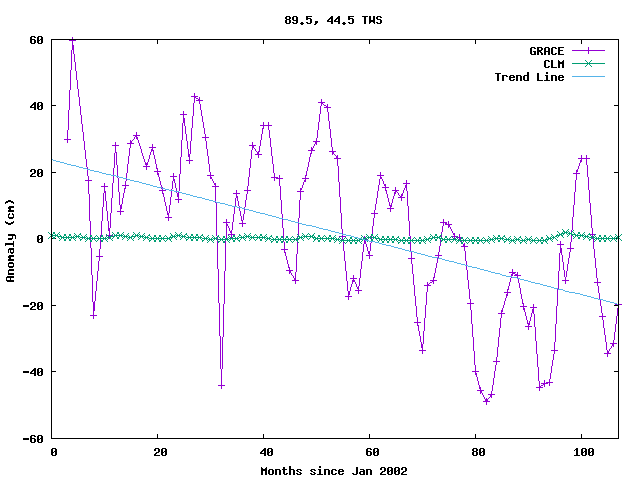 89.5, 44.5 TWS
GRACE
CLM
Trend Line
60
40
20
0
-20
-40
-60
Anomaly (cm)
0 20 40 60 80 100
Months since Jan 2002